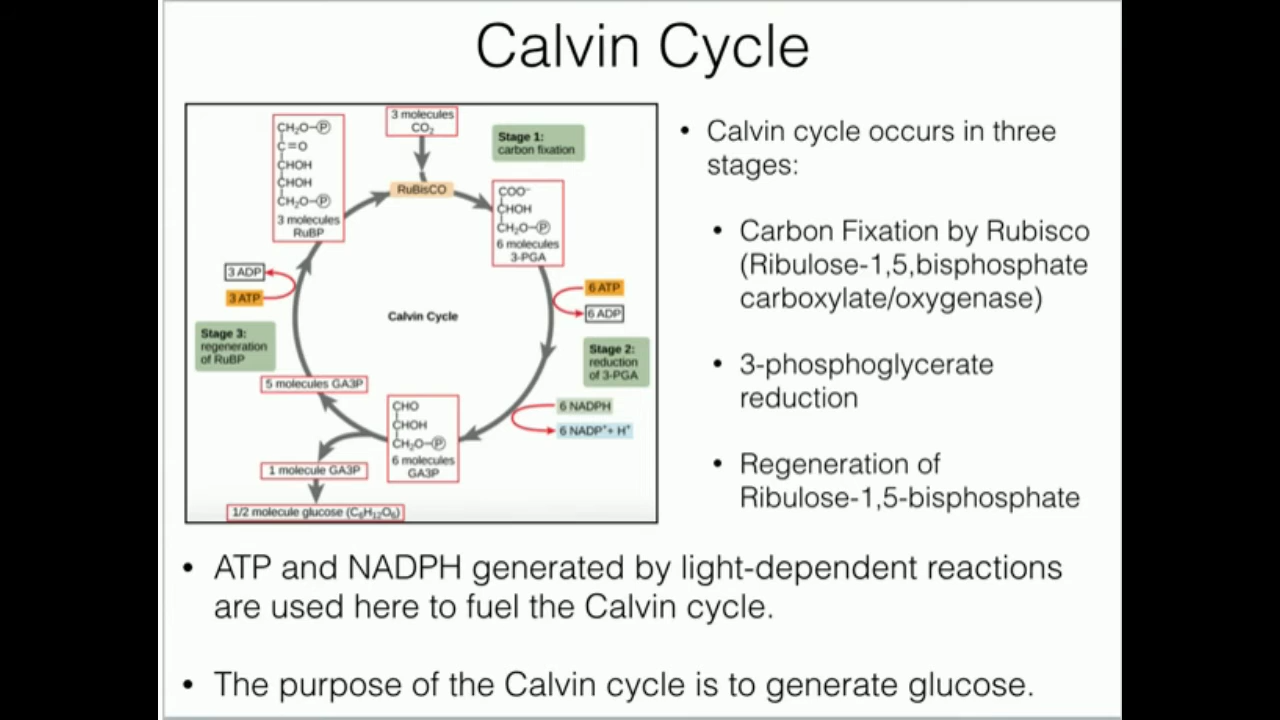 Calvin Cycle
CH₂O–Ⓟ
C=O
CHOH
CHOH
CH₂O–Ⓟ
3 molecules
RuBP
3 molecules
CO₂
Stage 1:
carbon fixation
RuBisCO
COO⁻
CHOH
CH₂O–Ⓟ
6 molecules
3-PGA
3 ADP
3 ATP
6 ATP
6 ADP
Calvin Cycle
Stage 3:
regeneration
of RuBP
Stage 2:
reduction
of 3-PGA
5 molecules GA3P
CHO
CHOH
CH₂O–Ⓟ
6 molecules
GA3P
6 NADPH
6 NADP⁺+ H⁺
1 molecule GA3P
1/2 molecule glucose (C₆H₁₂O₆)
• Calvin cycle occurs in three
stages:
• Carbon Fixation by Rubisco
(Ribulose-1,5,bisphosphate
carboxylate/oxygenase)
• 3-phosphoglycerate
reduction
• Regeneration of
Ribulose-1,5-bisphosphate
• ATP and NADPH generated by light-dependent reactions
are used here to fuel the Calvin cycle.
• The purpose of the Calvin cycle is to generate glucose.